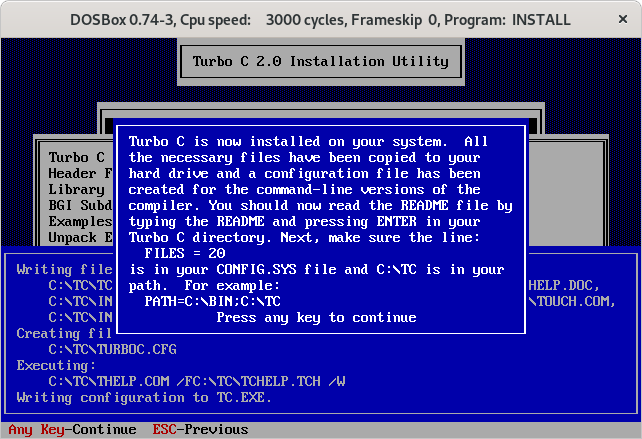 DOSBox 0.74-3, Cpu speed: 3000 cycles, Frameskip 0, Program: INSTALL
×
Turbo C 2.0 Installation Utility
Turbo C is now installed on your system. All
the necessary files have been copied to your
hard drive and a configuration file has been
created for the command-line versions of the
compiler. You should now read the README file by
typing the README and pressing ENTER in your
Turbo C directory. Next, make sure the line:
FILES = 20
is in your CONFIG.SYS file and C:\TC is in your
path. For example:
PATH=C:\BIN;C:\TC
Press any key to continue
Turbo C
Header F
Library
BGI Subd
Examples
Unpack E
Writing file
C:\TC\TC HELP.DOC,
C:\TC\IN \TOUCH.COM,
C:\TC\IN
Creating fil
C:\TC\TURBOC.CFG
Executing:
C:\TC\THELP.COM /FC:\TC\TCHELP.TCH /W
Writing configuration to TC.EXE.
Any Key-Continue ESC-Previous